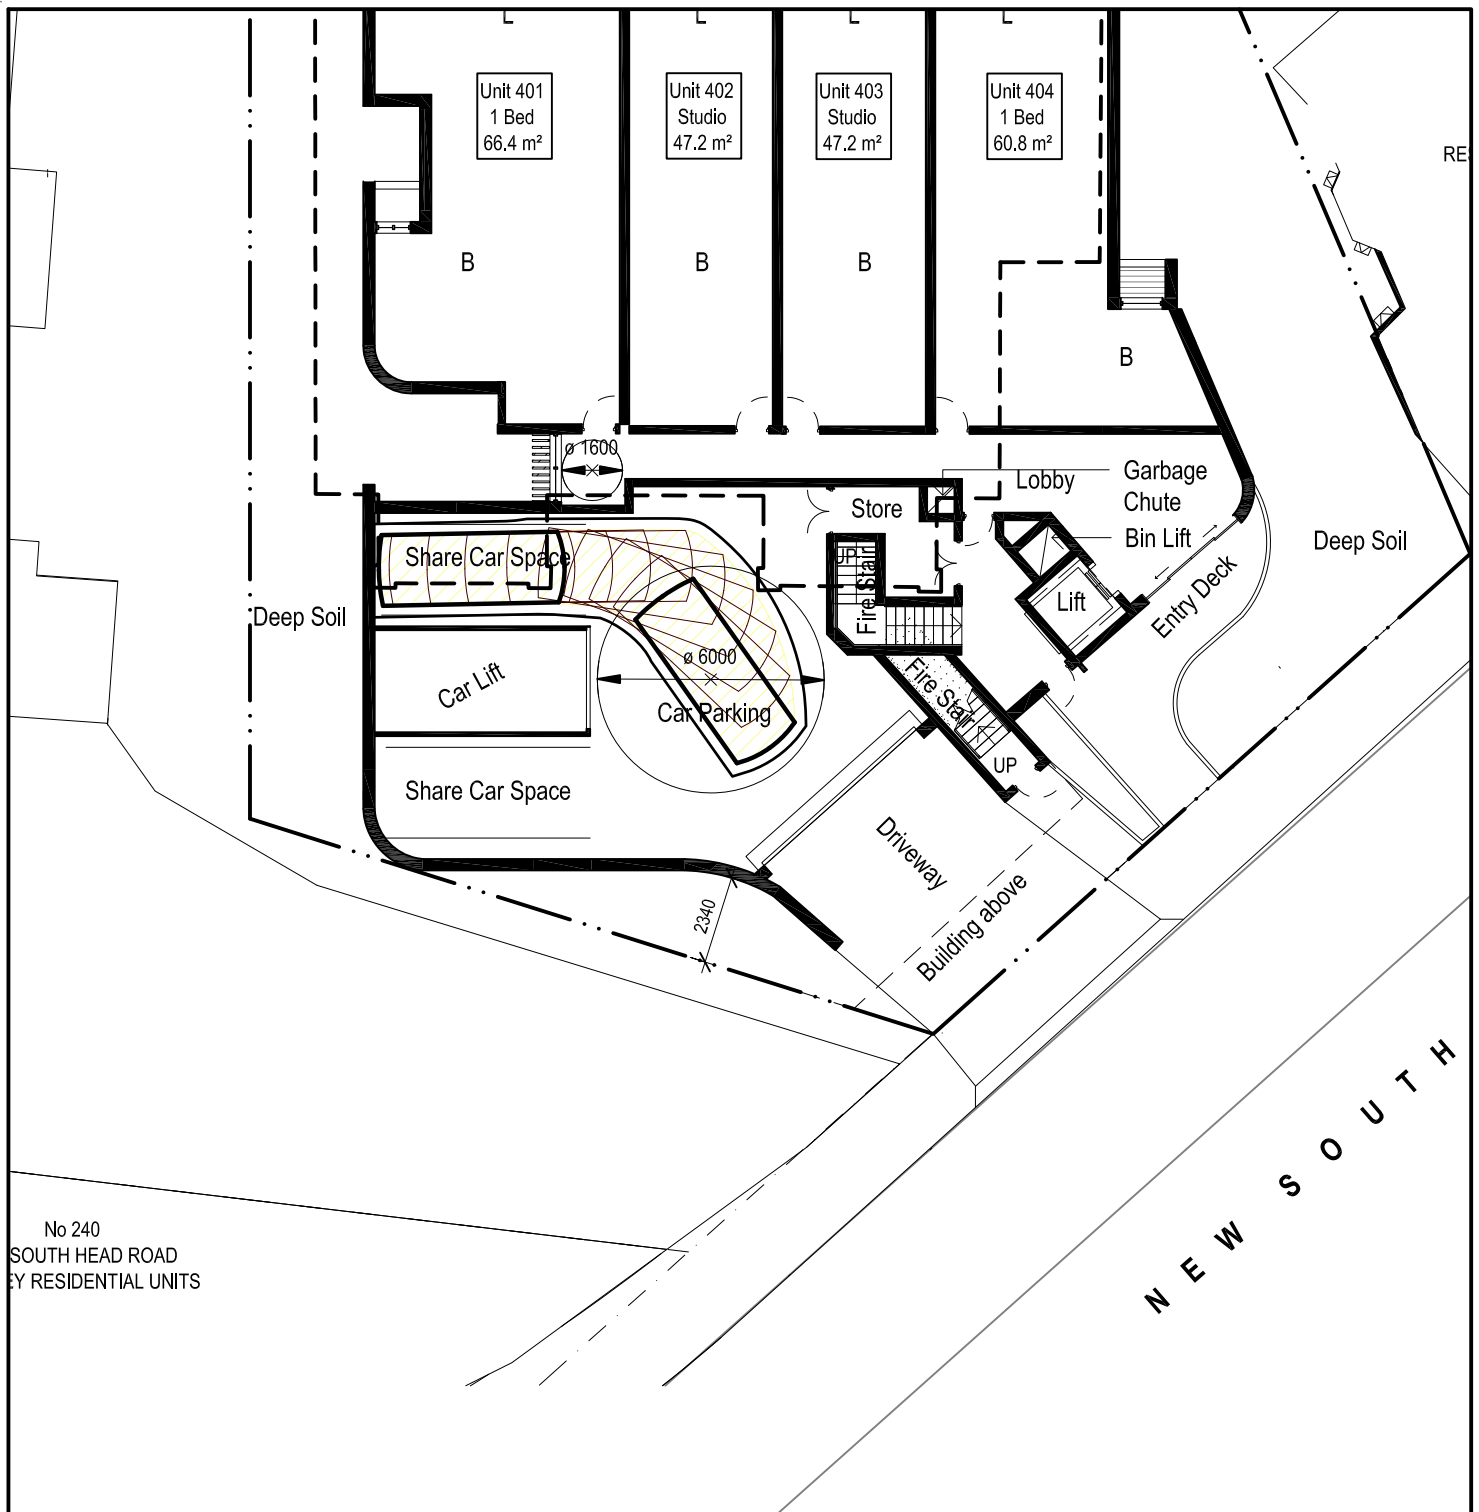 L
L
L
L
Unit 401
1 Bed
66.4 m²
Unit 402
Studio
47.2 m²
Unit 403
Studio
47.2 m²
Unit 404
1 Bed
60.8 m²
B
B
B
B
ø 1600
Lobby
Garbage
Chute
Bin Lift
Store
UP
Fire Stair
Lift
Entry Deck
Deep Soil
Share Car Space
Deep Soil
Car Lift
ø 6000
Car Parking
Fire Stair
UP
Share Car Space
Driveway
Building above
2340
No 240
SOUTH HEAD ROAD
EY RESIDENTIAL UNITS
NEW SOUTH